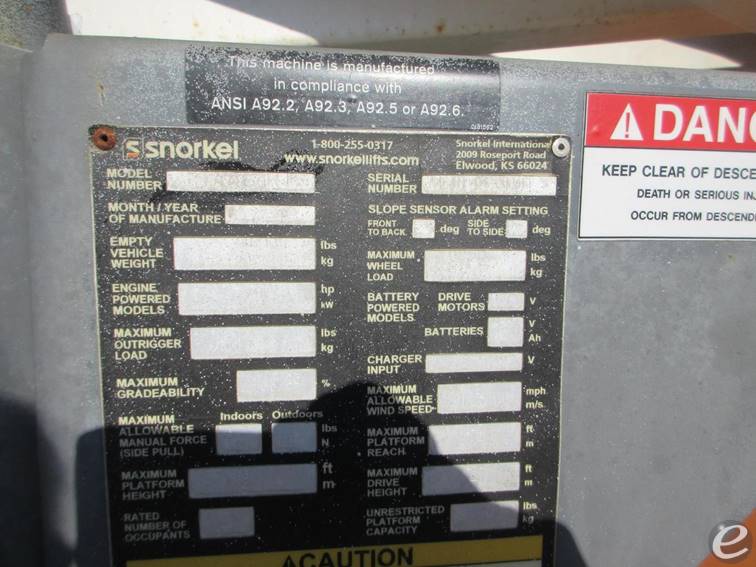 This machine is manufactured
in compliance with
ANSI A92.2, A92.3, A92.5 or A92.6.
snorkel
1-800-255-0317
www.snorkellifts.com
Snorkel International
2009 Roseport Road
Elwood, KS 66024
MODEL
NUMBER
SERIAL
NUMBER
MONTH / YEAR
OF MANUFACTURE
SLOPE SENSOR ALARM SETTING
FRONT
TO BACK
deg
SIDE
TO SIDE
deg
EMPTY
VEHICLE
WEIGHT
lbs
kg
MAXIMUM
WHEEL
LOAD
lbs
kg
ENGINE
POWERED
MODELS
hp
kW
BATTERY
POWERED
MODELS
DRIVE
MOTORS
V
BATTERIES
V
Ah
MAXIMUM
OUTRIGGER
LOAD
lbs
kg
CHARGER
INPUT
V
MAXIMUM
GRADEABILITY
%
MAXIMUM
ALLOWABLE
WIND SPEED
mph
m/s
Indoors
Outdoors
MAXIMUM
ALLOWABLE
MANUAL FORCE
(SIDE PULL)
lbs
N
MAXIMUM
PLATFORM
REACH
ft
m
MAXIMUM
PLATFORM
HEIGHT
ft
m
MAXIMUM
DRIVE
HEIGHT
ft
m
RATED
NUMBER OF
OCCUPANTS
UNRESTRICTED
PLATFORM
CAPACITY
lbs
kg
CAUTION
DANG
KEEP CLEAR OF DESCE
DEATH OR SERIOUS INJ
OCCUR FROM DESCEND
e